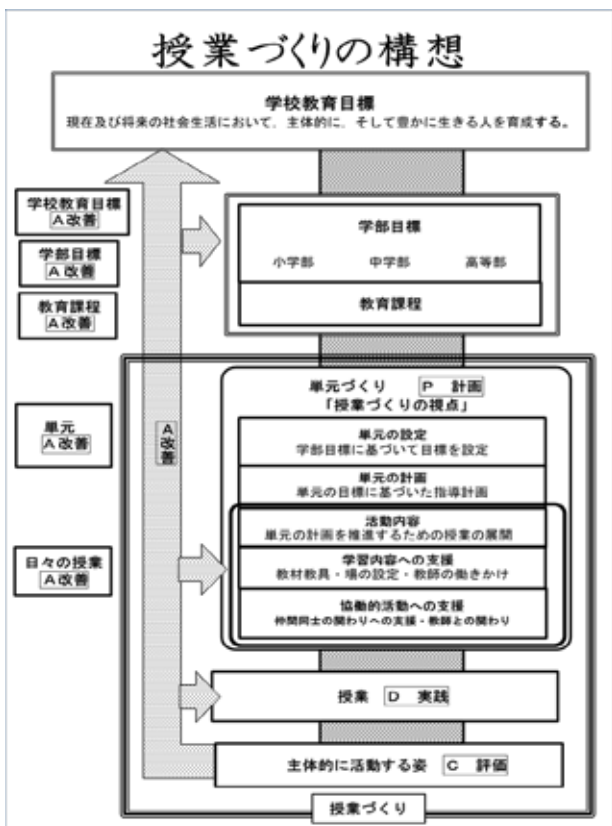 授業づくりの構想
学校教育目標
現在及び将来の社会生活において，主体的に，そして豊かに生きる人を育成する。
学校教育目標
A改善
学部目標
A改善
教育課程
A改善
学部目標
小学部 中学部 高等部
教育課程
単元づくり P 計画
「授業づくりの視点」
単元
A改善
A改善
単元の設定
学部目標に基づいて目標を設定
単元の計画
単元の目標に基づいた指導計画
活動内容
単元の計画を推進するための授業の展開
日々の授業
A改善
学習内容への支援
教材教具・場の設定・教師の働きかけ
協働的活動への支援
仲間同士の関わりへの支援・教師との関わり
授業 D 実践
主体的に活動する姿 C 評価
授業づくり